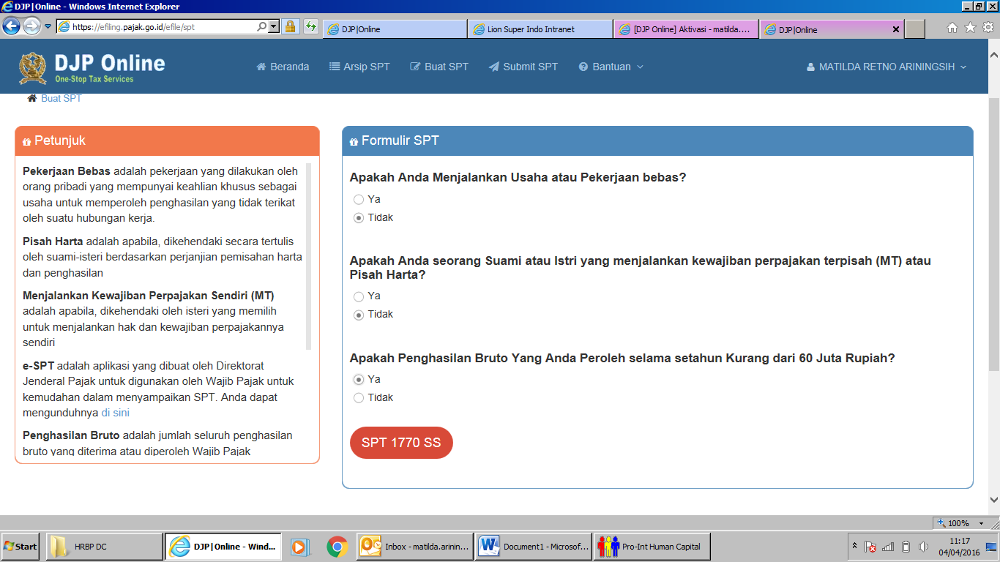 DJP|Online - Windows Internet Explorer
https://efiling.pajak.go.id/efile/spt
DJP|Online
Lion Super Indo Intranet
[DJP Online] Aktivasi - matilda....
DJP|Online
DJP Online
One-Stop Tax Services
Beranda
Arsip SPT
Buat SPT
Submit SPT
Bantuan
MATILDA RETNO ARININGSIH
Buat SPT
Petunjuk
Pekerjaan Bebas adalah pekerjaan yang dilakukan oleh
orang pribadi yang mempunyai keahlian khusus sebagai
usaha untuk memperoleh penghasilan yang tidak terikat
oleh suatu hubungan kerja.
Pisah Harta adalah apabila, dikehendaki secara tertulis
oleh suami-isteri berdasarkan perjanjian pemisahan harta
dan penghasilan
Menjalankan Kewajiban Perpajakan Sendiri (MT)
adalah apabila, dikehendaki oleh isteri yang memilih
untuk menjalankan hak dan kewajiban perpajakannya
sendiri
e-SPT adalah aplikasi yang dibuat oleh Direktorat
Jenderal Pajak untuk digunakan oleh Wajib Pajak untuk
kemudahan dalam menyampaikan SPT. Anda dapat
mengunduhnya di sini
Penghasilan Bruto adalah jumlah seluruh penghasilan
bruto yang diterima atau diperoleh Wajib Pajak
Formulir SPT
Apakah Anda Menjalankan Usaha atau Pekerjaan bebas?
Ya
Tidak
Apakah Anda seorang Suami atau Istri yang menjalankan kewajiban perpajakan terpisah (MT) atau
Pisah Harta?
Ya
Tidak
Apakah Penghasilan Bruto Yang Anda Peroleh selama setahun Kurang dari 60 Juta Rupiah?
Ya
Tidak
SPT 1770 SS
100%
Start
HRBP DC
DJP|Online - Wind...
Inbox - matilda.arinin...
Document1 - Microsof...
Pro-Int Human Capital
11:17
04/04/2016